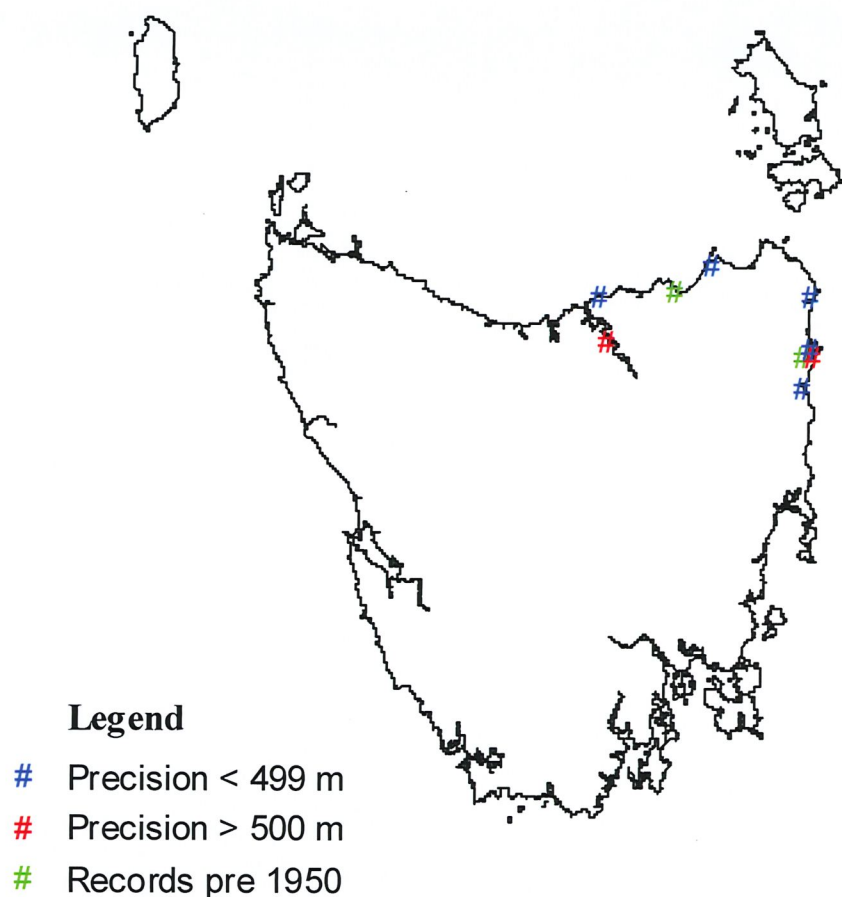 Legend
# Precision < 499 m
# Precision > 500 m
# Records pre 1950